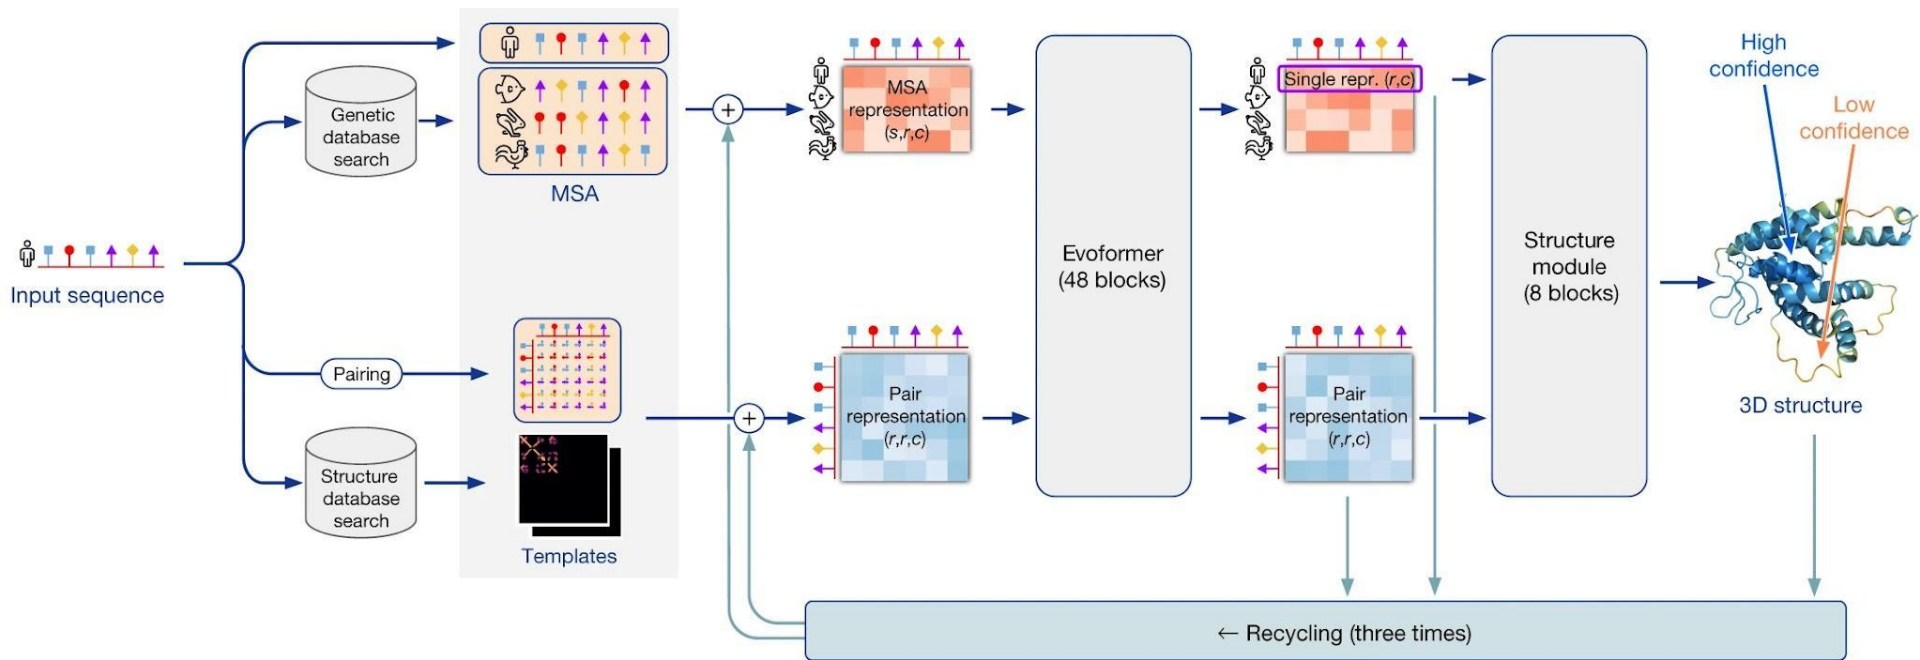 Input sequence
Genetic
database
search
MSA
Pairing
Structure
database
search
Templates
+
+
MSA
representation
(s,r,c)
Pair
representation
(r,r,c)
Evoformer
(48 blocks)
Single repr. (r,c)
Pair
representation
(r,r,c)
Structure
module
(8 blocks)
High
confidence
Low
confidence
3D structure
← Recycling (three times)